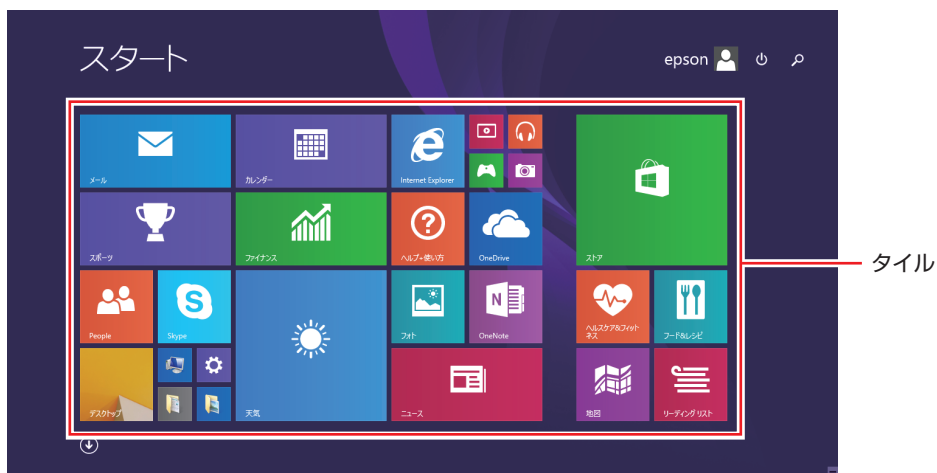 スタート
epson
メール
カレンダー
Internet Explorer
スポーツ
ファイナンス
ヘルプ+使い方
OneDrive
ストア
タイル
People
Skype
フォト
OneNote
ヘルスケア&フィット
ネス
フード&レシピ
デスクトップ
天気
ニュース
地図
リーディング リスト